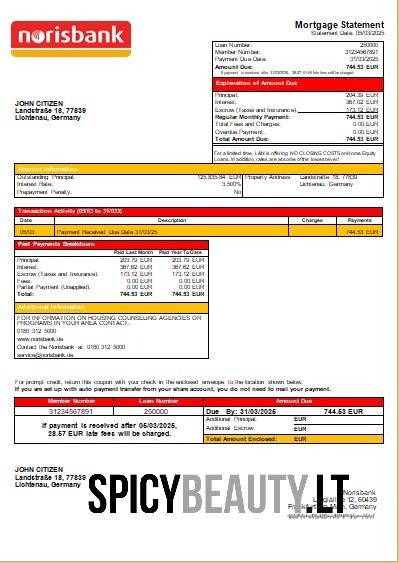 norisbank
Mortgage Statement
Statement Date: 05/03/2025
Loan Number: 250000
Member Number: 31234567891
Payment Due Date: 31/03/2025
Amount Due: 744.53 EUR
If payment is received after 31/03/2025, 28.57 EUR late fee will be charged.
JOHN CITIZEN
Landstraße 18, 77839
Lichtenau, Germany
Explanation of Amount Due
Principal: 204.39 EUR
Interest: 367.02 EUR
Escrow (Taxes and Insurance): 173.12 EUR
Regular Monthly Payment: 744.53 EUR
Total Fees and Charges: 0.00 EUR
Overdue Payment: 0.00 EUR
Total Amount Due: 744.53 EUR
For a limited time, LAN is offering NO CLOSING COSTS on Home Equity
Loans. In addition, rates are at some of the lowest ever!
Account Information
Outstanding Principal: 125,835.84 EUR
Interest Rate: 3.500%
Prepayment Penalty: No
Property Address: Landstraße 18, 77839
Lichtenau, Germany
Transaction Activity (05/03 to 31/033)
Date Description Charges Payments
05/03 Payment Received Due Date 31/03/25 744.53 EUR
Past Payments Breakdown
Paid Last Month Paid Year To Date
Principal: 203.79 EUR 203.79 EUR
Interest: 367.62 EUR 367.62 EUR
Escrow (Taxes and Insurance): 173.12 EUR 173.12 EUR
Fees: 0.00 EUR 0.00 EUR
Partial Payment (Unapplied): 0.00 EUR 0.00 EUR
Total: 744.53 EUR 744.53 EUR
Additional Information
FOR INFORMATION ON HOUSING COUNSELING AGENCIES OR
PROGRAMS IN YOUR AREA CONTACT:
0180 312 5000
www.norisbank.de
Contact the Norisbank at: 0180 312 5000
service@norisbank.de
For prompt credit, return this coupon with your check in the enclosed envelope to the location shown below.
If you are set up with auto payment transfer from your share account, you do not need to mail your payment.
Member Number Loan Number Amount Due
31234567891 250000 Due By: 31/03/2025 744.53 EUR
If payment is received after 05/03/2025,
28.57 EUR late fees will be charged.
Additional Principal: EUR
Additional Escrow: EUR
Total Amount Enclosed: EUR
JOHN CITIZEN
Landstraße 18, 77839
Lichtenau, Germany
SPICYBEAUTY.LT
Norisbank
12, 60439
Germany